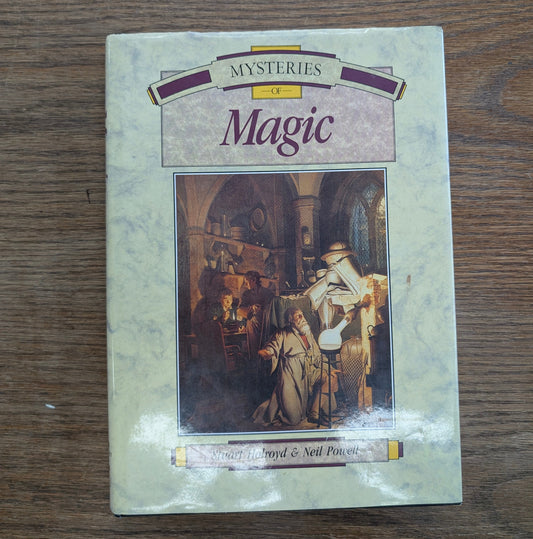 MYSTERIES
OF
Magic
Stuart Holroyd & Neil Powell